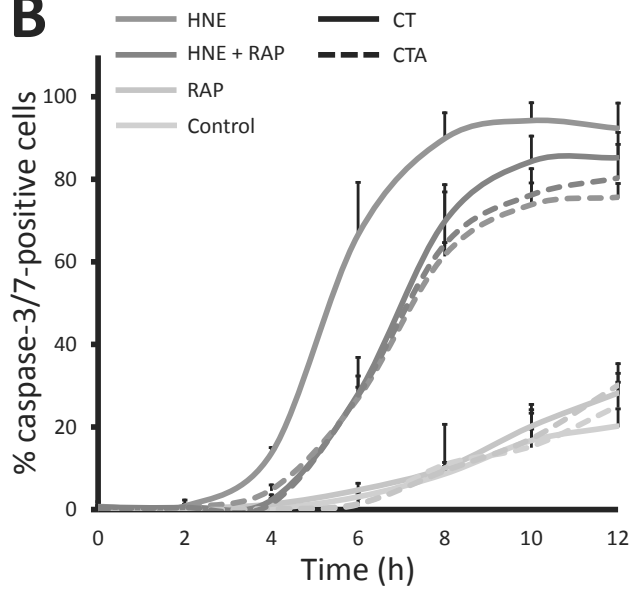 B
HNE
CT
HNE + RAP
CTA
RAP
Control
% caspase-3/7-positive cells
100
80
60
40
20
0
0 2 4 6 8 10 12
Time (h)